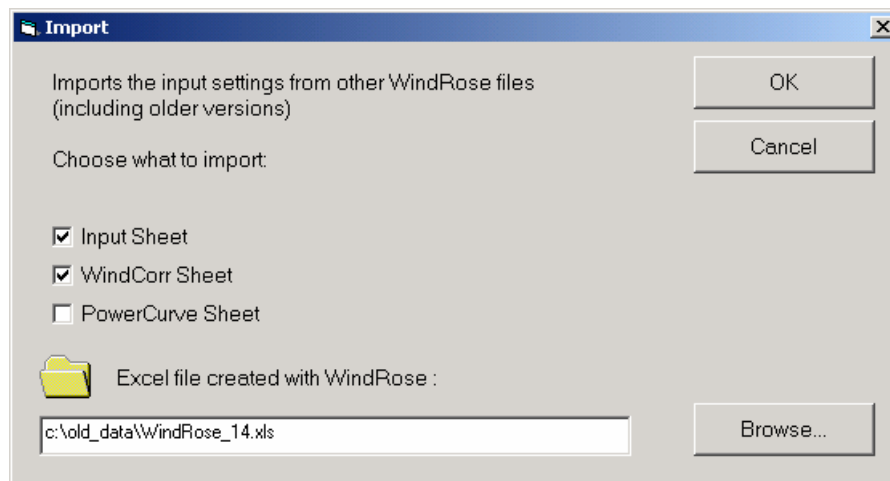 Import
Imports the input settings from other WindRose files
(including older versions)
OK
Cancel
Choose what to import:
Input Sheet
WindCorr Sheet
PowerCurve Sheet
Excel file created with WindRose :
c:\old_data\WindRose_14.xls
Browse...